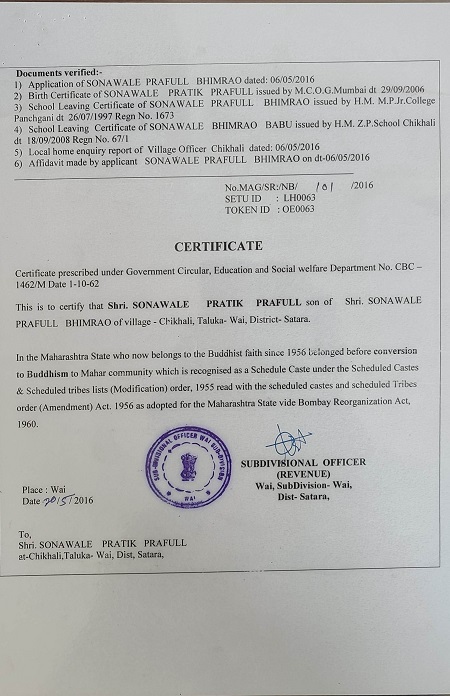 Documents verified:-
1) Application of SONAWALE PRAFULL BHIMRAO dated: 06/05/2016
2) Birth Certificate of SONAWALE PRATIK PRAFULL issued by M.C.O.G.Mumbai dt 29/09/2006
3) School Leaving Certificate of SONAWALE PRAFULL BHIMRAO issued by H.M. M.P.Jr.College
Panchgani dt 26/07/1997 Regn No. 1673
4) School Leaving Certificate of SONAWALE BHIMRAO BABU issued by H.M. Z.P.School Chikhali
dt 18/09/2008 Regn No. 67/1
5) Local home enquiry report of Village Officer Chikhali dated: 06/05/2016
6) Affidavit made by applicant SONAWALE PRAFULL BHIMRAO on dt-06/05/2016
No.MAG/SR:/NB/ 101 /2016
SETU ID : LH0063
TOKEN ID : OE0063
CERTIFICATE
Certificate prescribed under Government Circular, Education and Social welfare Department No. CBC –
1462/M Date 1-10-62
This is to certify that Shri. SONAWALE PRATIK PRAFULL son of Shri. SONAWALE
PRAFULL BHIMRAO of village - Chikhali, Taluka- Wai, District- Satara.
In the Maharashtra State who now belongs to the Buddhist faith since 1956 belonged before conversion
to Buddhism to Mahar community which is recognised as a Schedule Caste under the Scheduled Castes
& Scheduled tribes lists (Modification) order, 1955 read with the scheduled castes and scheduled Tribes
order (Amendment) Act. 1956 as adopted for the Maharashtra State vide Bombay Reorganization Act,
1960.
SUB-DIVISIONAL OFFICER WAI SUB-DIVISION
WAI
SUBDIVISIONAL OFFICER
(REVENUE)
Wai, SubDivision- Wai,
Dist- Satara,
Place : Wai
Date 20/5/2016
To,
Shri. SONAWALE PRATIK PRAFULL
at-Chikhali,Taluka- Wai, Dist, Satara,